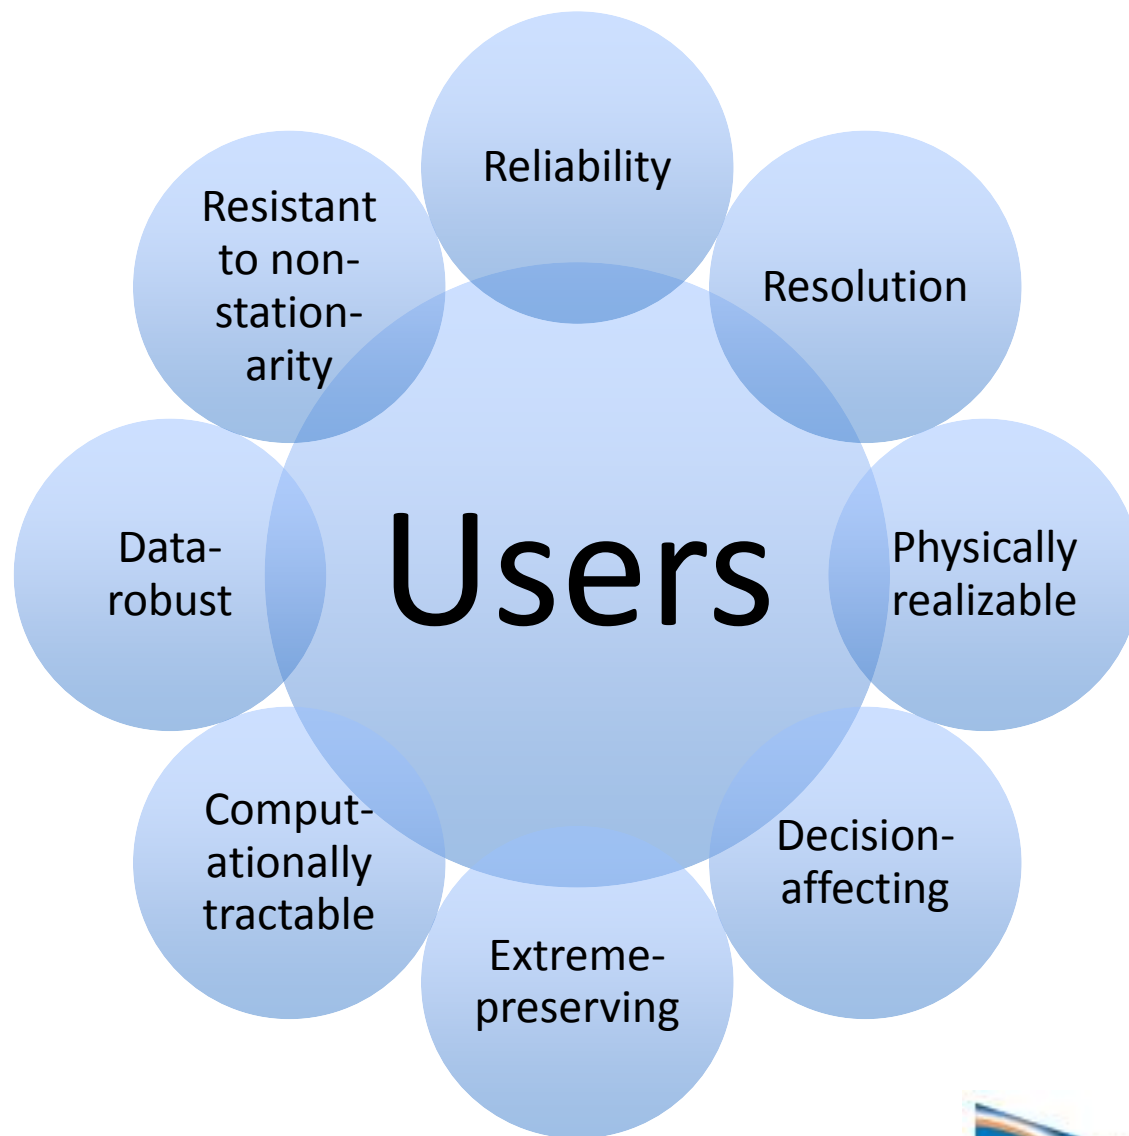 Reliability
Resolution
Physically
realizable
Decision-
affecting
Extreme-
preserving
Comput-
ationally
tractable
Data-
robust
Resistant
to non-
station-
arity
Users